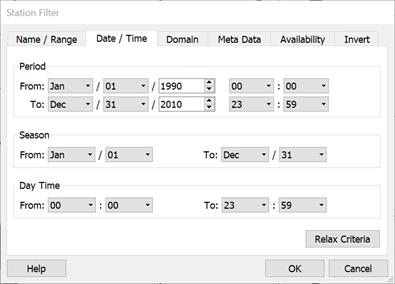 Station Filter
Name / Range Date / Time Domain Meta Data Availability Invert
Period
From: Jan / 01 / 1990 00 : 00
To: Dec / 31 / 2010 23 : 59
Season
From: Jan / 01 To: Dec / 31
Day Time
From: 00 : 00 To: 23 : 59
Relax Criteria
Help OK Cancel